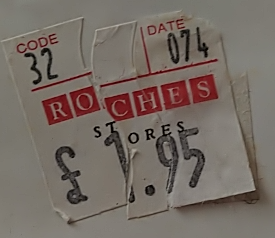 CODE DATE
32 074
ROCHES
STORES
£1.95